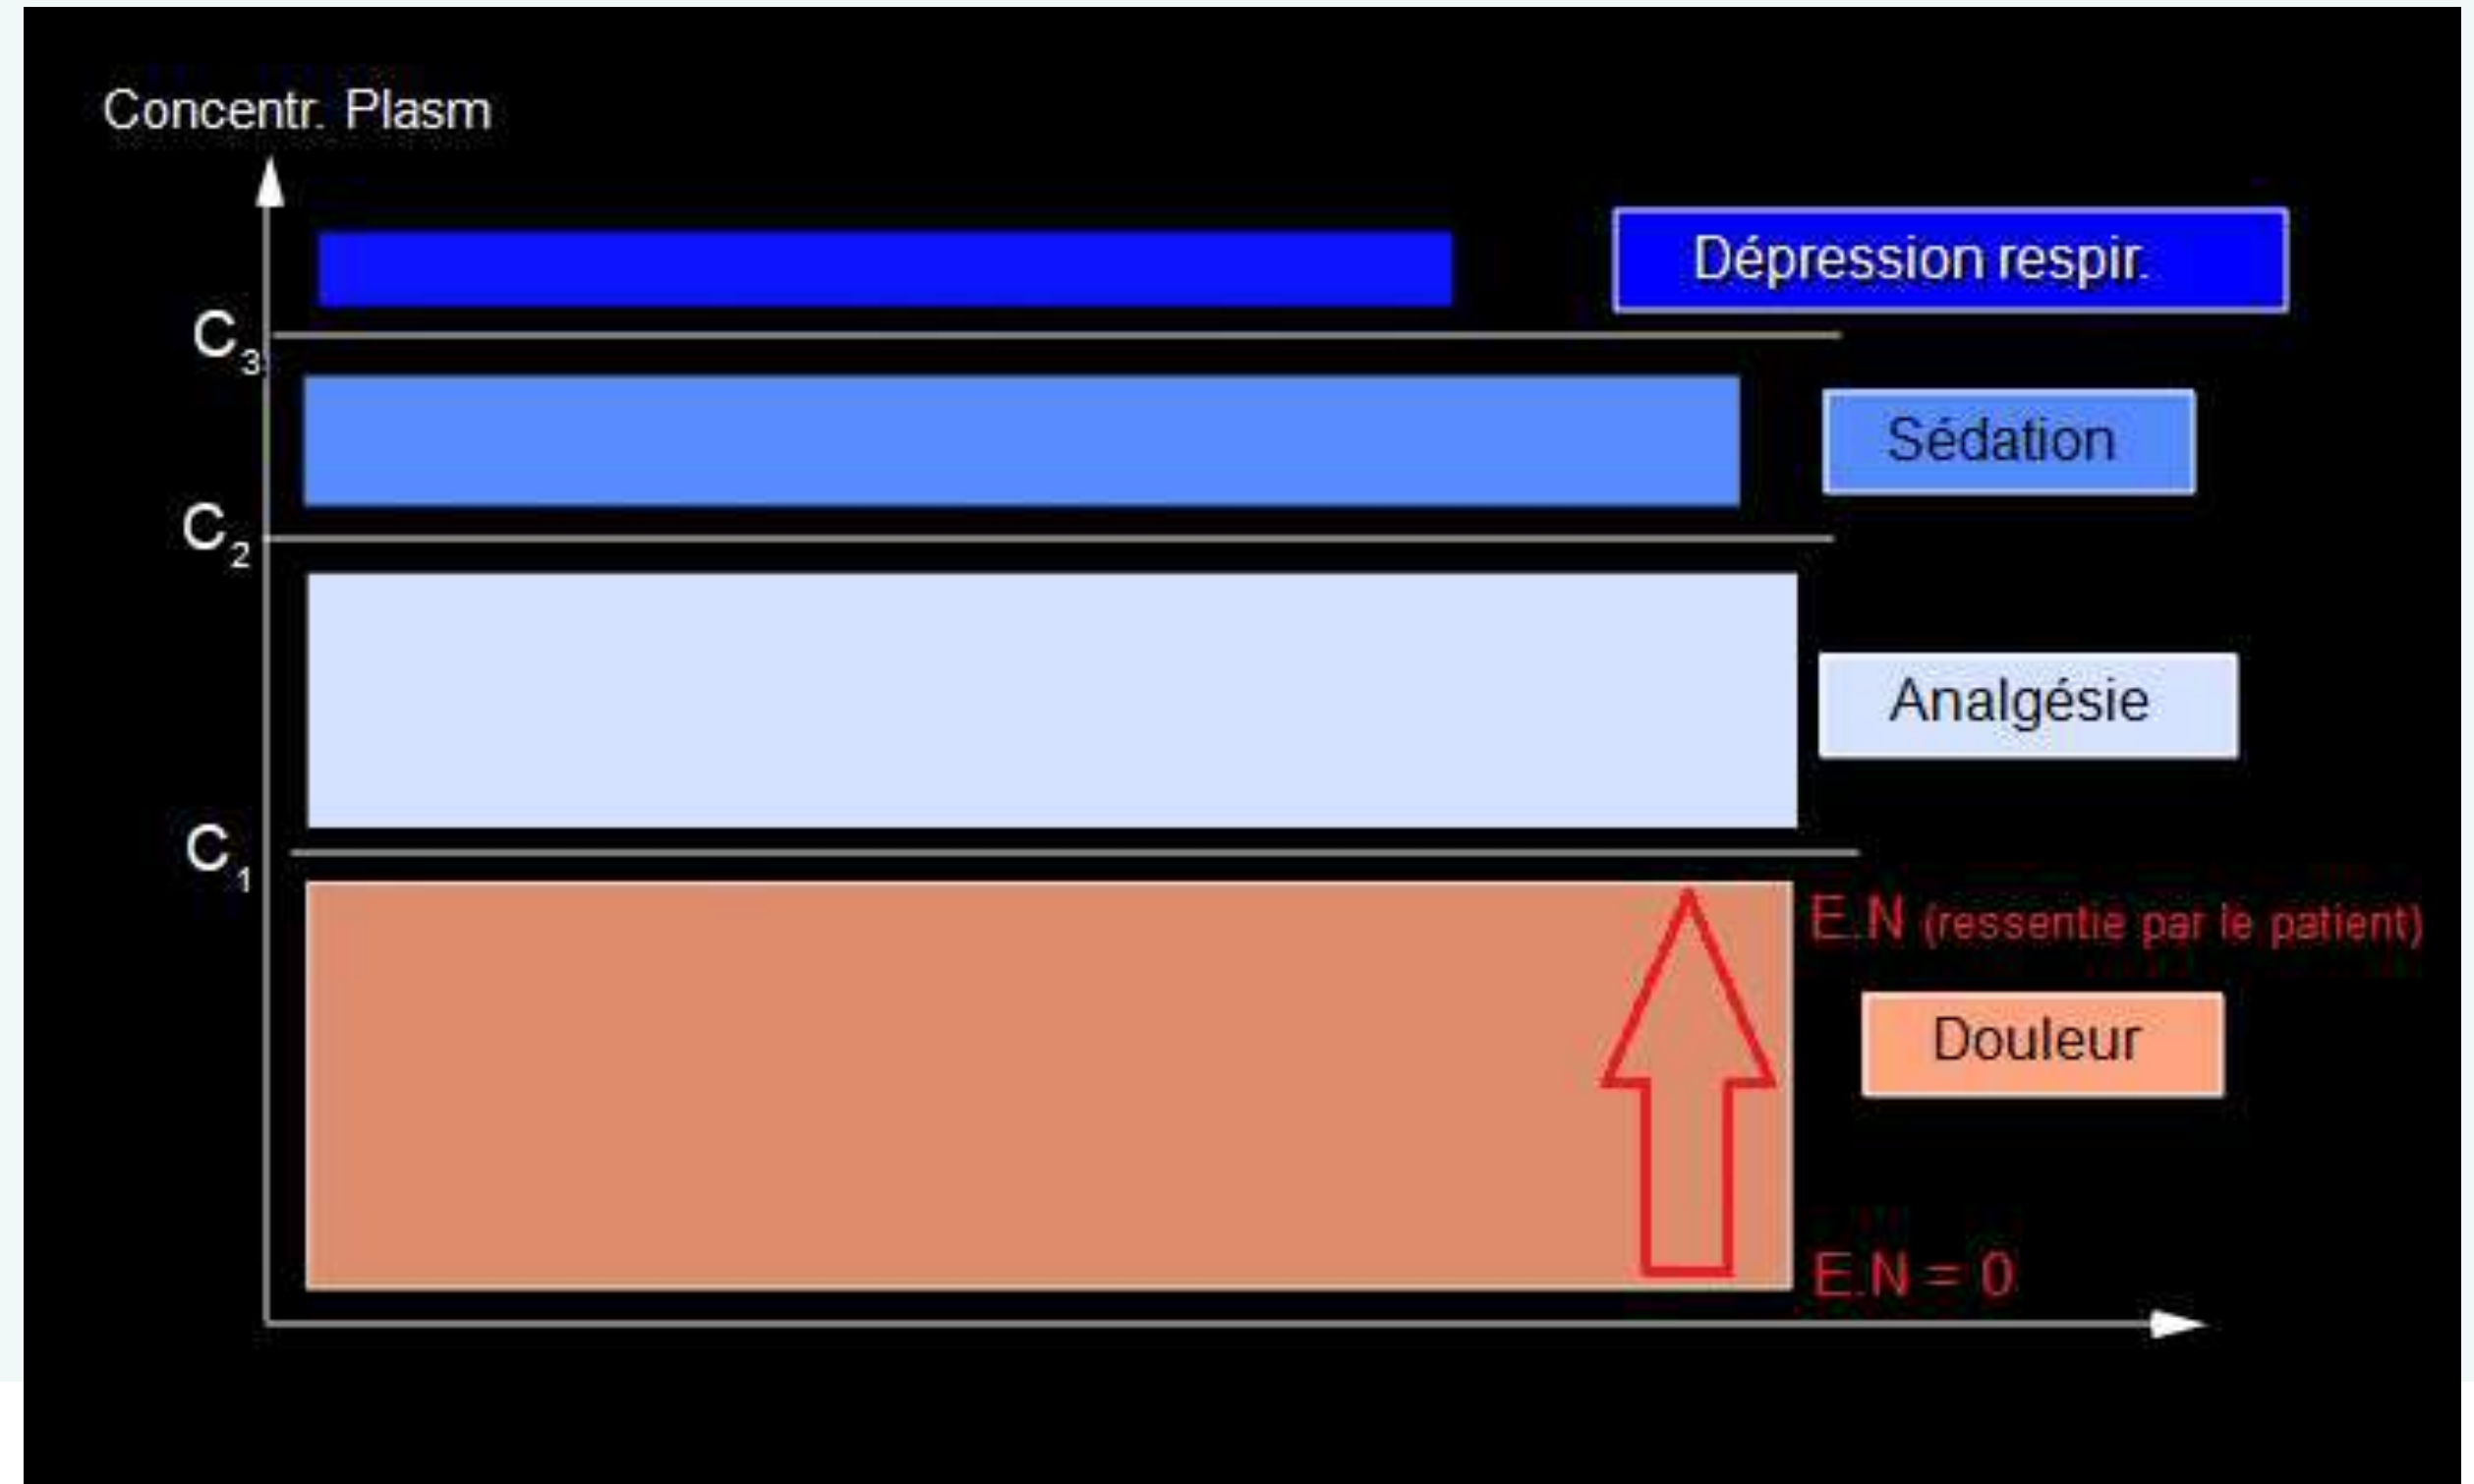 Concentr. Plasm
Dépression respir.
C3
Sédation
C2
Analgésie
C1
E.N (ressentie par le patient)
Douleur
E.N = 0